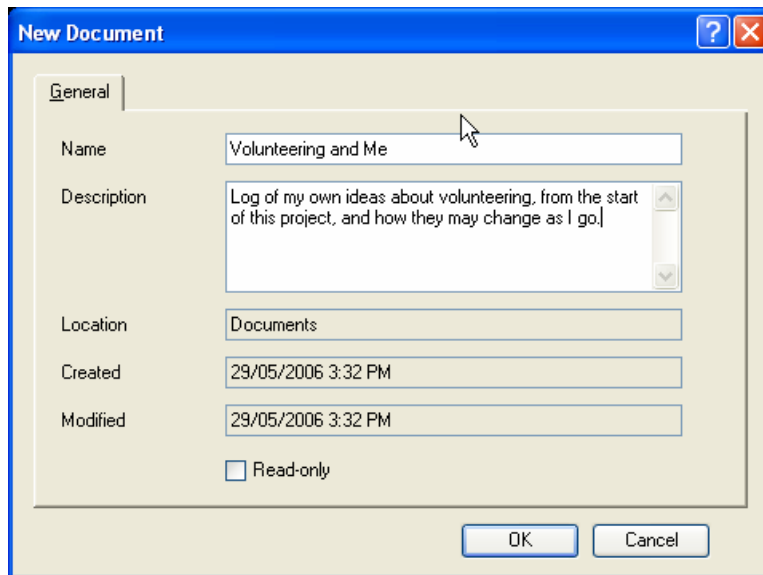 New Document
General
Name
Volunteering and Me
Description
Log of my own ideas about volunteering, from the start
of this project, and how they may change as I go.
Location
Documents
Created
29/05/2006 3:32 PM
Modified
29/05/2006 3:32 PM
Read-only
OK
Cancel